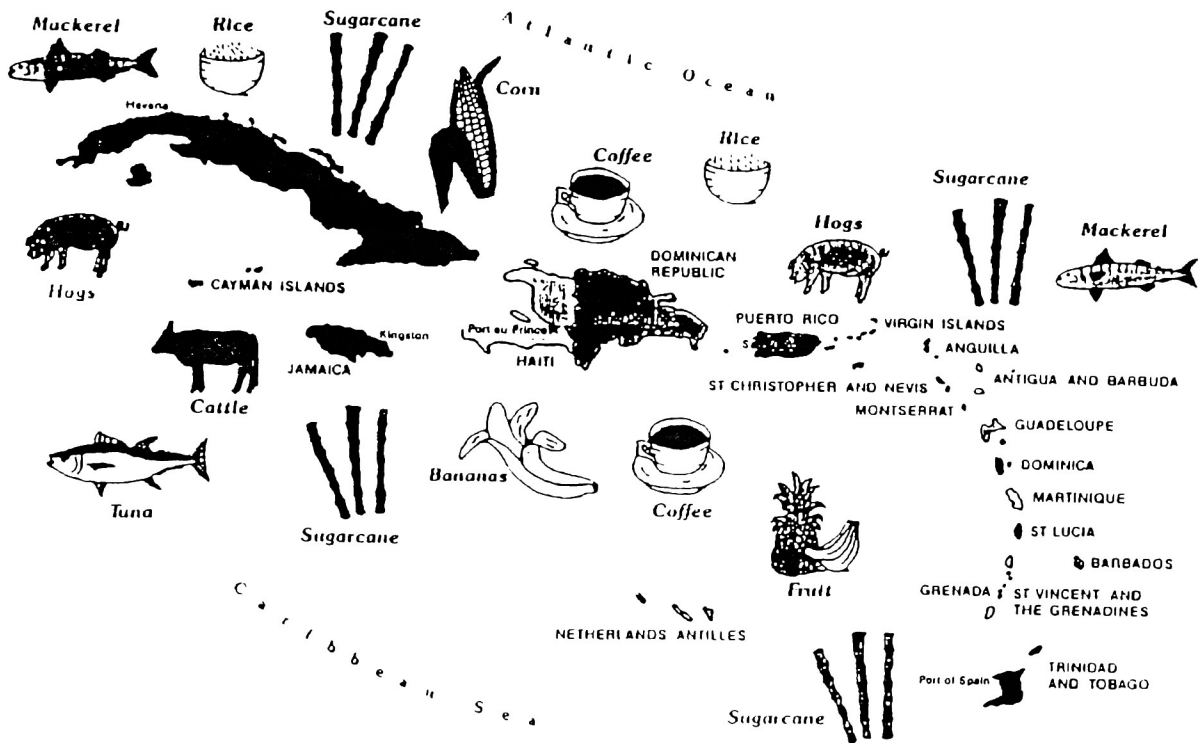 Atlantic Ocean
Mackerel
Rice
Sugarcane
Corn
Havana
Coffee
Rice
Sugarcane
Hogs
Mackerel
Hogs
CAYMAN ISLANDS
DOMINICAN
REPUBLIC
Port au Prince
HAITI
Kingston
JAMAICA
Cattle
PUERTO RICO
VIRGIN ISLANDS
ANGUILLA
ST CHRISTOPHER AND NEVIS
ANTIGUA AND BARBUDA
MONTSERRAT
GUADELOUPE
DOMINICA
MARTINIQUE
ST LUCIA
BARBADOS
GRENADA
ST VINCENT AND
THE GRENADINES
Tuna
Sugarcane
Bananas
Coffee
Fruit
Caribbean Sea
NETHERLANDS ANTILLES
Sugarcane
Port of Spain
TRINIDAD
AND TOBAGO